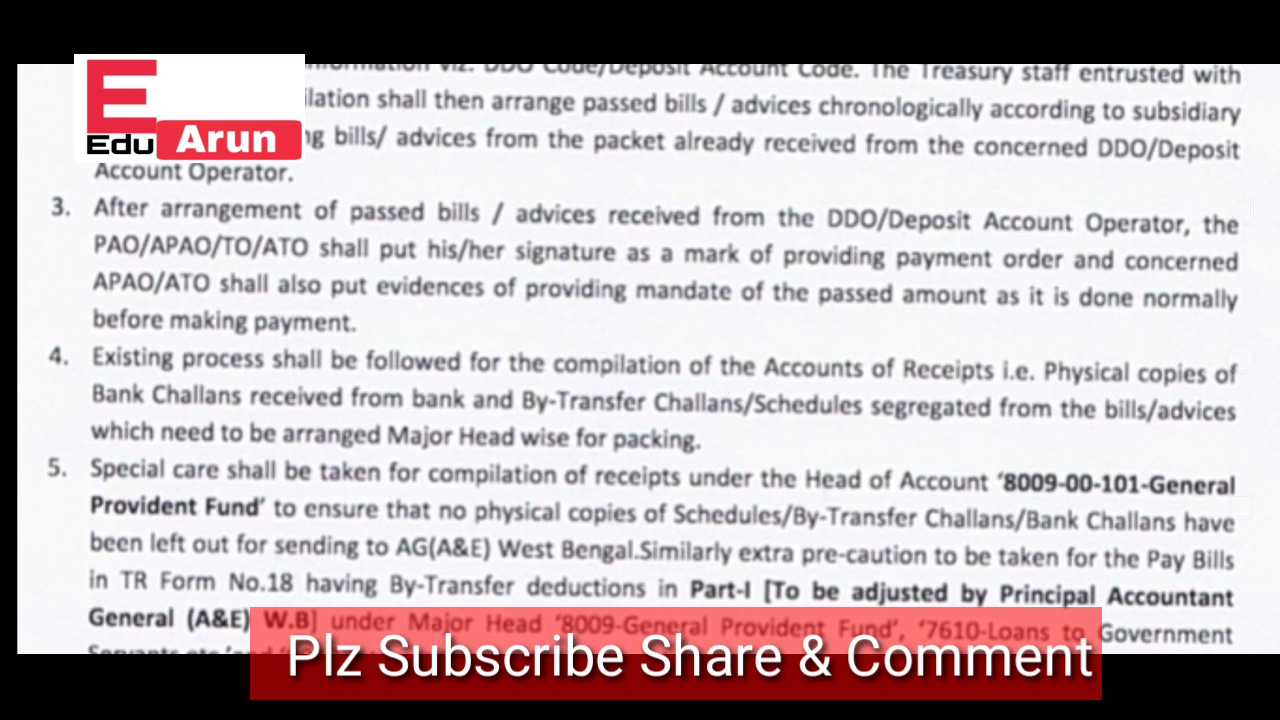 information viz. DDO Code/Deposit Account Code. The Treasury staff entrusted with
ilation shall then arrange passed bills / advices chronologically according to subsidiary
E
Edu Arun
g bills/ advices from the packet already received from the concerned DDO/Deposit
Account Operator.
3. After arrangement of passed bills / advices received from the DDO/Deposit Account Operator, the
PAO/APAO/TO/ATO shall put his/her signature as a mark of providing payment order and concerned
APAO/ATO shall also put evidences of providing mandate of the passed amount as it is done normally
before making payment.
4. Existing process shall be followed for the compilation of the Accounts of Receipts i.e. Physical copies of
Bank Challans received from bank and By-Transfer Challans/Schedules segregated from the bills/advices
which need to be arranged Major Head wise for packing.
5. Special care shall be taken for compilation of receipts under the Head of Account ‘8009-00-101-General
Provident Fund’ to ensure that no physical copies of Schedules/By-Transfer Challans/Bank Challans have
been left out for sending to AG(A&E) West Bengal.Similarly extra pre-caution to be taken for the Pay Bills
in TR Form No.18 having By-Transfer deductions in Part-I [To be adjusted by Principal Accountant
General (A&E) W.B] under Major Head ‘8009-General Provident Fund’, ‘7610-Loans to Government
Plz Subscribe Share & Comment